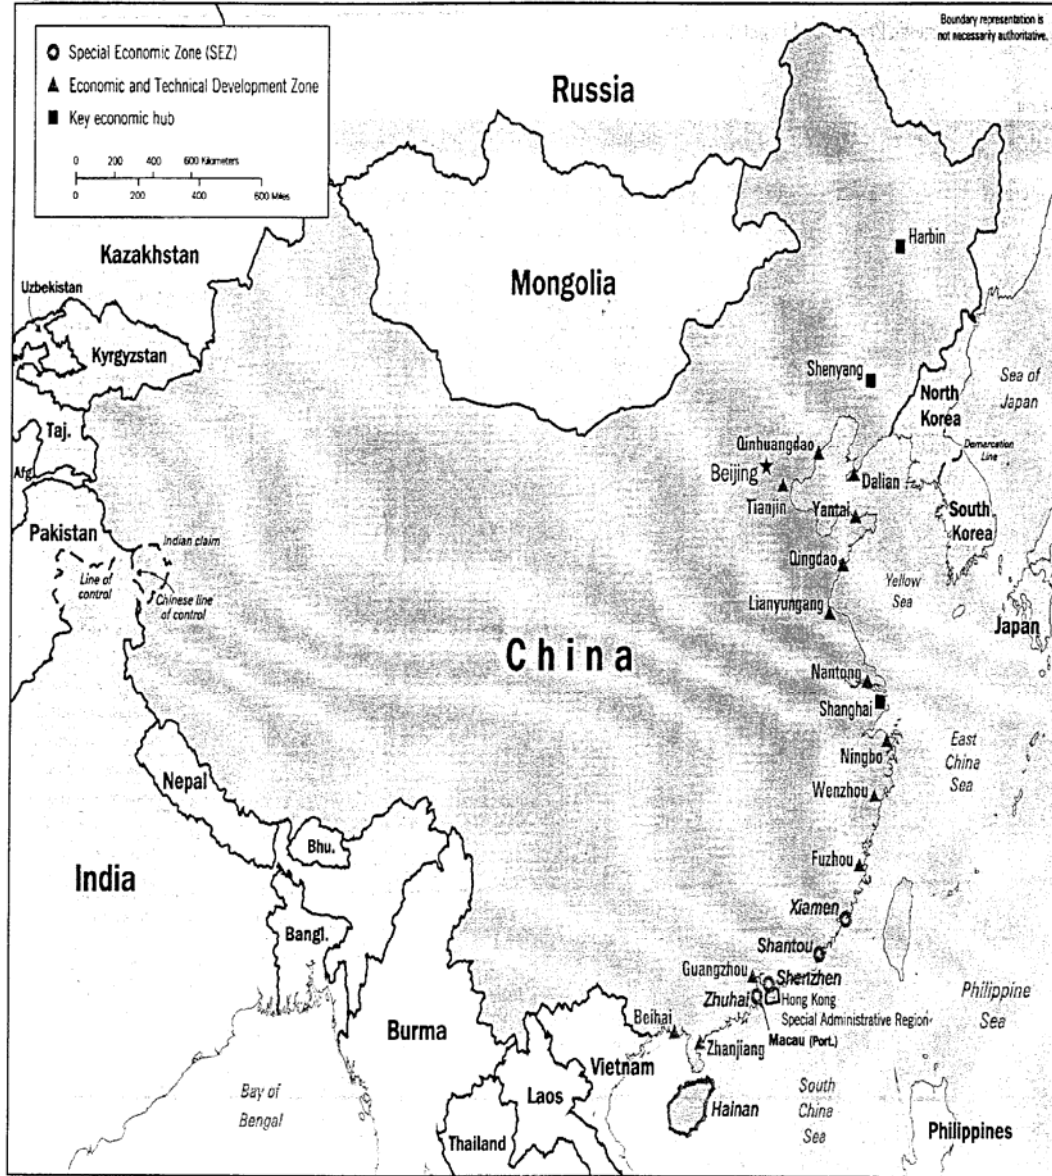 Boundary representation is
not necessarily authoritative.
Special Economic Zone (SEZ)
Economic and Technical Development Zone
Key economic hub
0 200 400 600 Kilometers
0 200 400 600 Miles
Russia
Kazakhstan
Uzbekistan
Kyrgyzstan
Mongolia
Harbin
Shenyang
North
Korea
Sea of
Japan
Taj.
Afg.
Qinhuangdao
Beijing
Tianjin
Dalian
Demarcation
Line
Yantai
South
Korea
Pakistan
Indian claim
Line of
control
Chinese line
of control
Qingdao
Yellow
Sea
Lianyungang
Japan
China
Nantong
Shanghai
Ningbo
East
China
Sea
Wenzhou
Nepal
Bhu.
Fuzhou
India
Xiamen
Bangl.
Shantou
Guangzhou
Shenzhen
Zhuhai
Hong Kong
Special Administrative Region
Macau (Port.)
Philippine
Sea
Beihai
Zhanjiang
Burma
Vietnam
Laos
Hainan
Bay of
Bengal
South
China
Sea
Thailand
Philippines